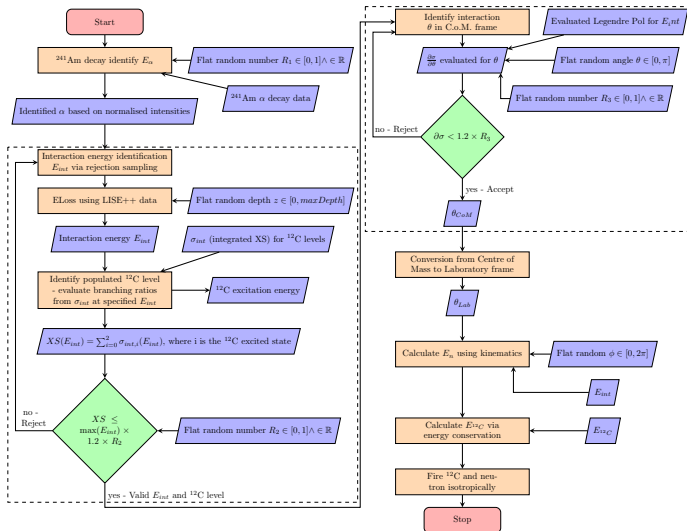 Start
²⁴¹Am decay identify E_α
Flat random number R₁ ∈ [0, 1]∧ ∈ ℝ
²⁴¹Am α decay data
Identified α based on normalised intensities
Interaction energy identification
E_int via rejection sampling
ELoss using LISE++ data
Flat random depth z ∈ [0, maxDepth]
Interaction energy E_int
σ_int (integrated XS) for ¹²C levels
Identify populated ¹²C level
- evaluate branching ratios
from σ_int at specified E_int
¹²C excitation energy
XS(E_int) = ∑²_{i=0} σ_{int,i}(E_int), where i is the ¹²C excited state
no -
Reject
XS ≤
max(E_int) ×
1.2 × R₂
Flat random number R₂ ∈ [0, 1]∧ ∈ ℝ
yes - Valid E_int and ¹²C level
Identify interaction
θ in C.o.M. frame
Evaluated Legendre Pol for E_int
∂σ/∂θ evaluated for θ
Flat random angle θ ∈ [0, π]
Flat random number R₃ ∈ [0, 1]∧ ∈ ℝ
no - Reject
∂σ < 1.2 × R₃
yes - Accept
θ_CoM
Conversion from Centre of
Mass to Laboratory frame
θ_Lab
Calculate E_n using kinematics
Flat random ϕ ∈ [0, 2π]
E_int
Calculate E_¹²C via
energy conservation
E_¹²C
Fire ¹²C and neu-
tron isotropically
Stop